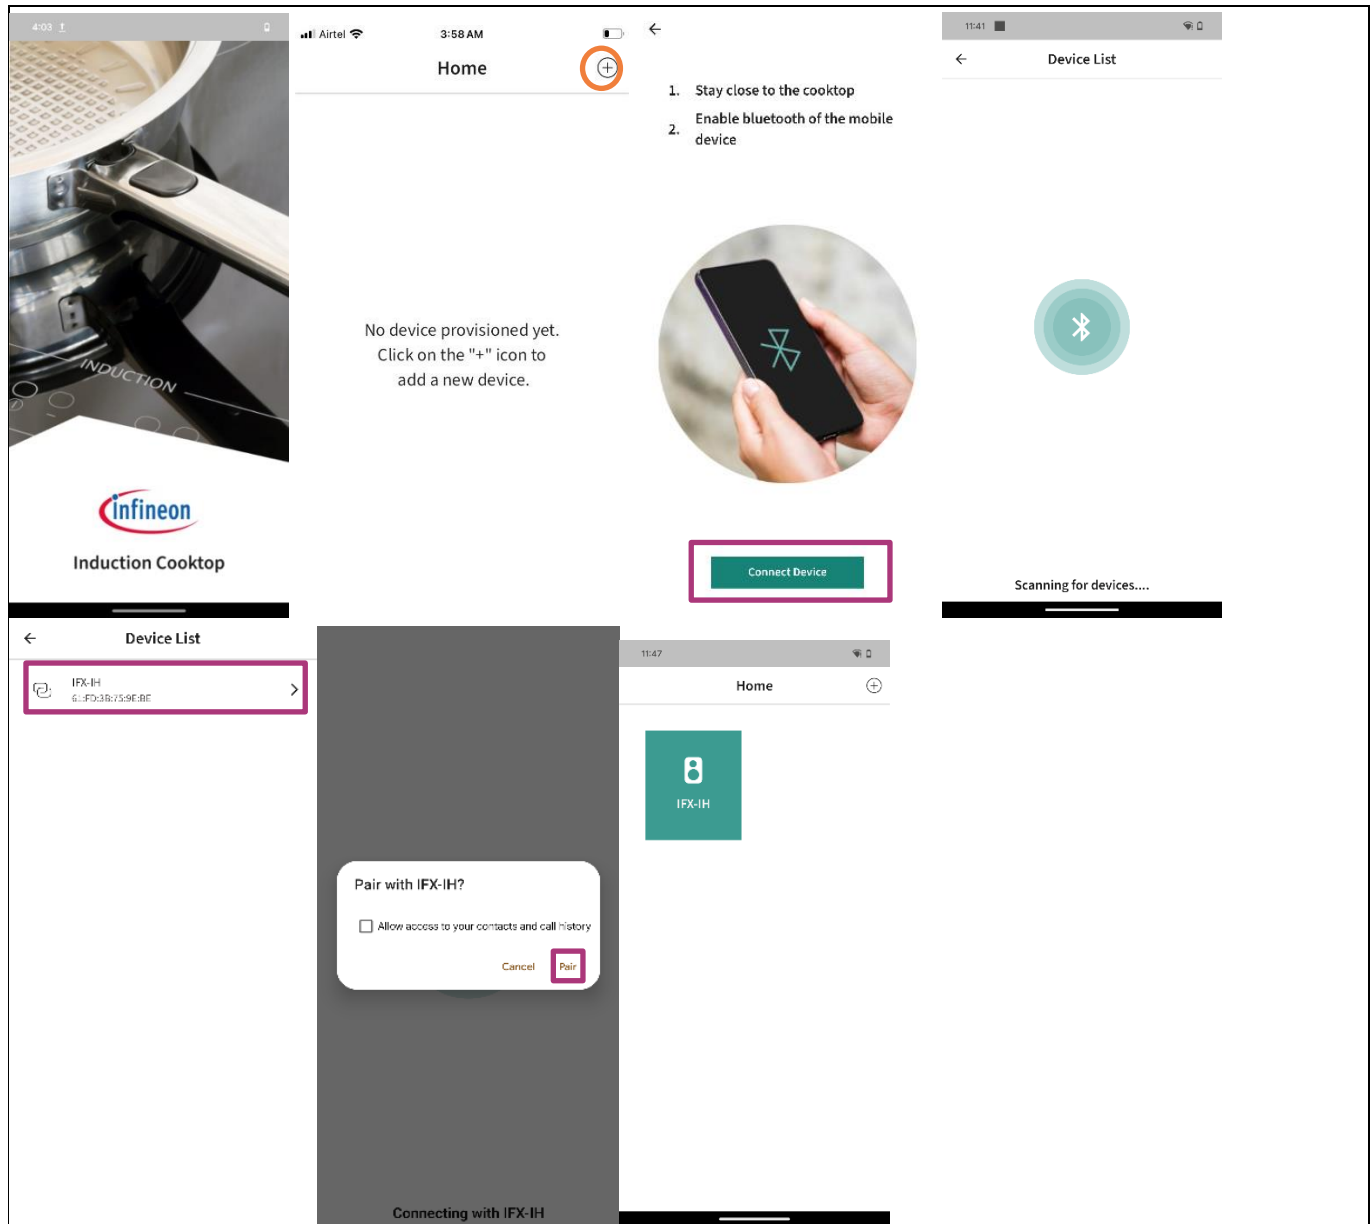 4:03
INDUCTION
infineon
Induction Cooktop
Airtel
3:58 AM
Home
No device provisioned yet.
Click on the "+" icon to
add a new device.
1. Stay close to the cooktop
2. Enable bluetooth of the mobile
device
Connect Device
11:41
Device List
Scanning for devices....
Device List
IFX-IH
Pair with IFX-IH?
Allow access to your contacts and call history
Cancel
Pair
Connecting with IFX-IH
11:47
Home
IFX-IH